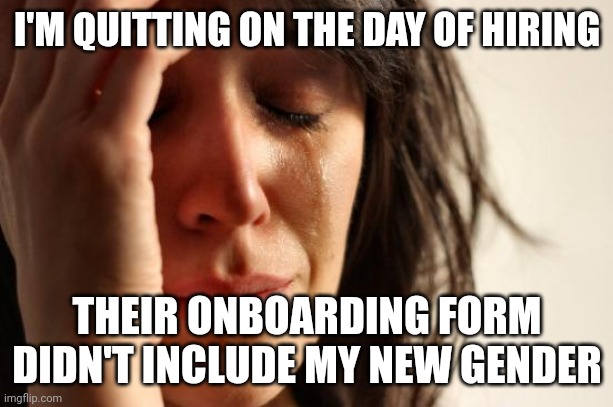 I'M QUITTING ON THE DAY OF HIRING
THEIR ONBOARDING FORM
DIDN'T INCLUDE MY NEW GENDER
imgflip.com